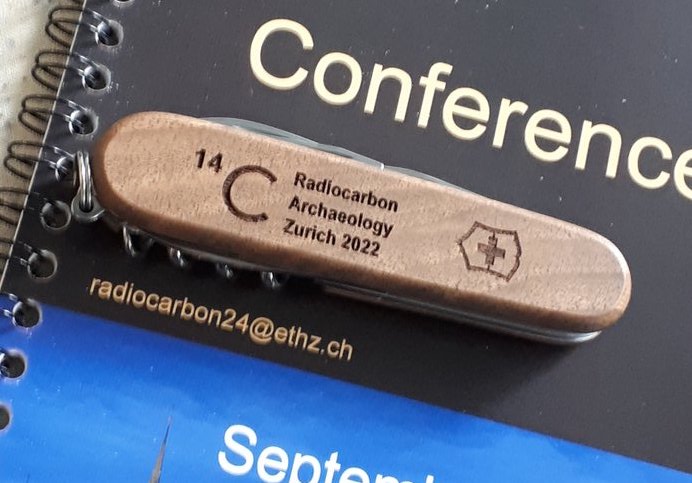 Conference
14
C
Radiocarbon
Archaeology
Zurich 2022
radiocarbon24@ethz.ch